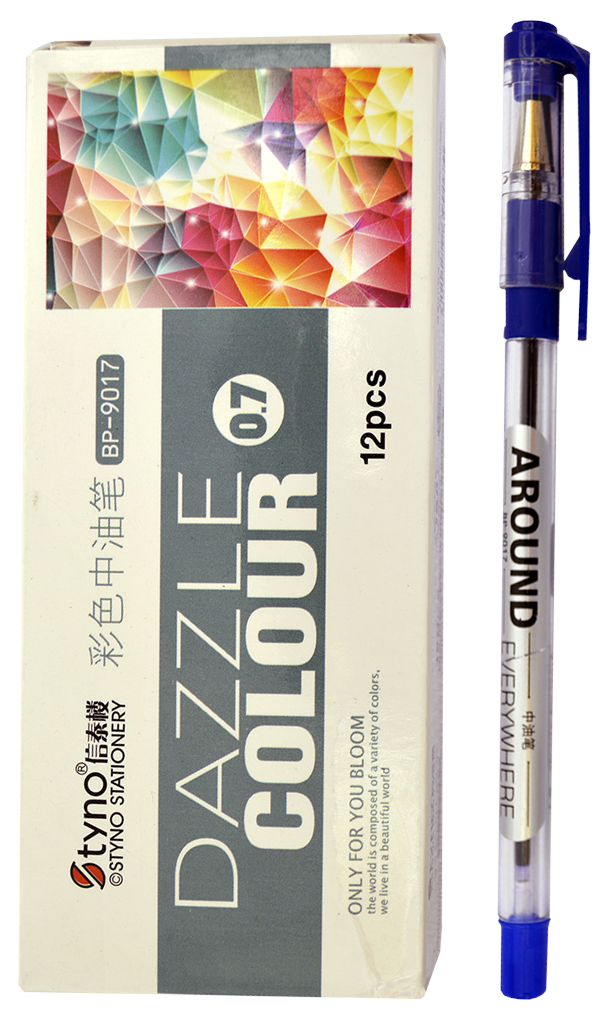 Styno® 信泰楼
©STYNO STATIONERY
彩色中油笔 BP-9017
DAZZLE
COLOUR 0.7
ONLY FOR YOU BLOOM
the world is composed of a variety of colors,
we live in a beautiful world
12pcs
AROUND
BP-9017
EVERYWHERE
中油笔